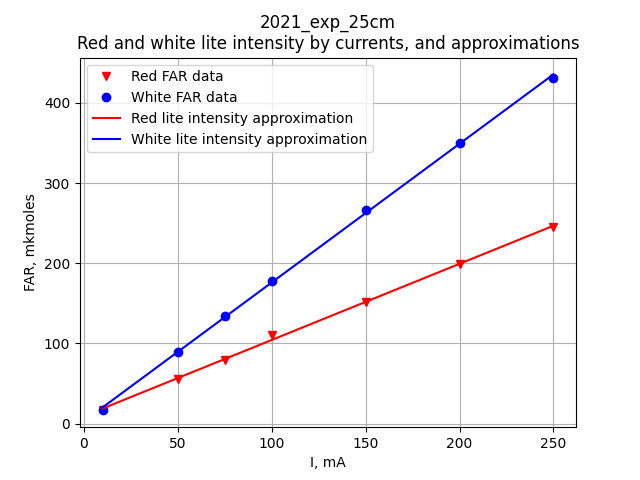 2021_exp_25cm
Red and white lite intensity by currents, and approximations
Red FAR data
White FAR data
Red lite intensity approximation
White lite intensity approximation
FAR, mkmoles
400
300
200
100
0
0 50 100 150 200 250
I, mA